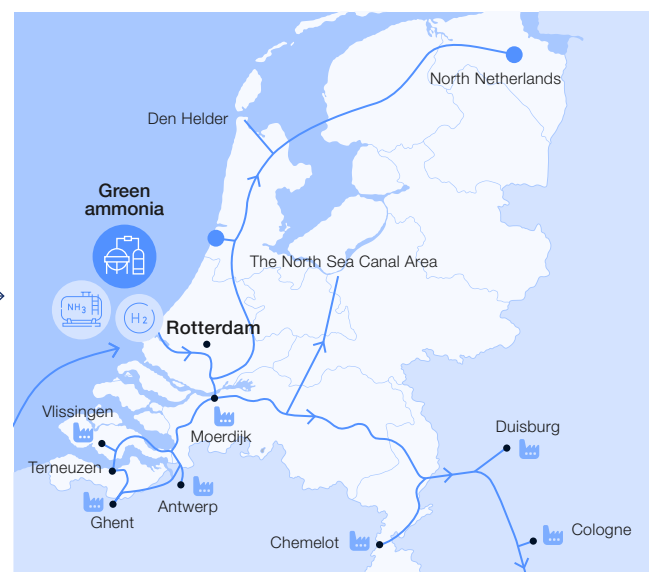 North Netherlands
Den Helder
Green
ammonia
The North Sea Canal Area
NH3
H2
Rotterdam
Vlissingen
Moerdijk
Duisburg
Terneuzen
Antwerp
Ghent
Cologne
Chemelot